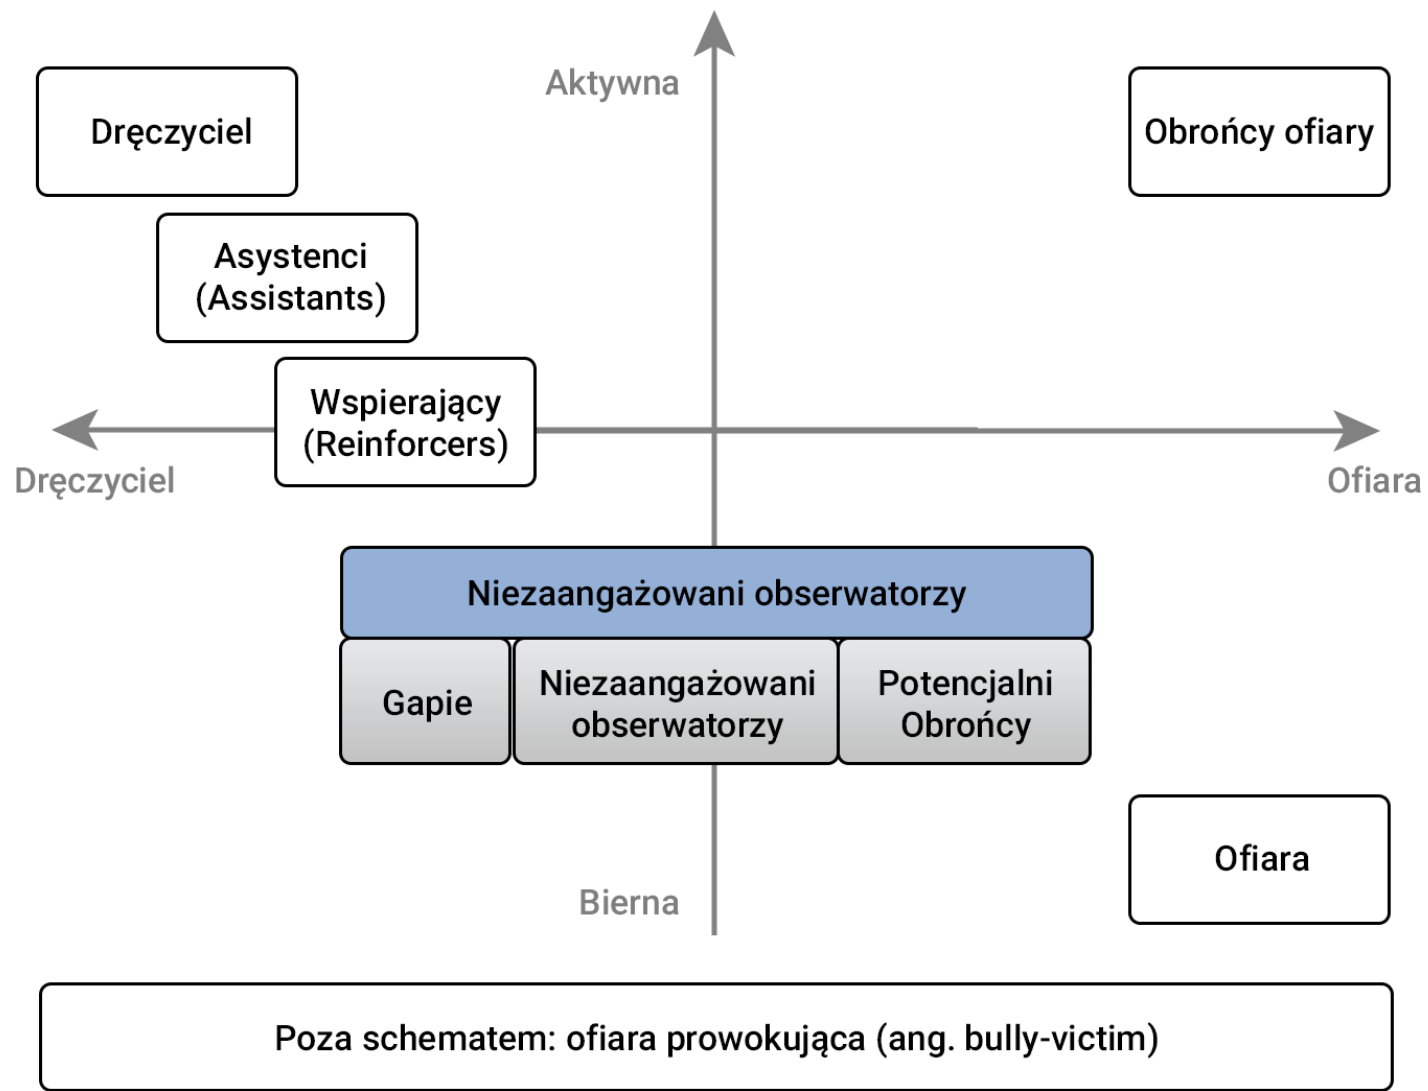 Aktywna
Dręczyciel
Obrońcy ofiary
Asystenci
(Assistants)
Wspierający
(Reinforcers)
Dręczyciel
Ofiara
Niezaangażowani obserwatorzy
Gapie
Niezaangażowani
obserwatorzy
Potencjalni
Obrońcy
Ofiara
Bierna
Poza schematem: ofiara prowokująca (ang. bully-victim)